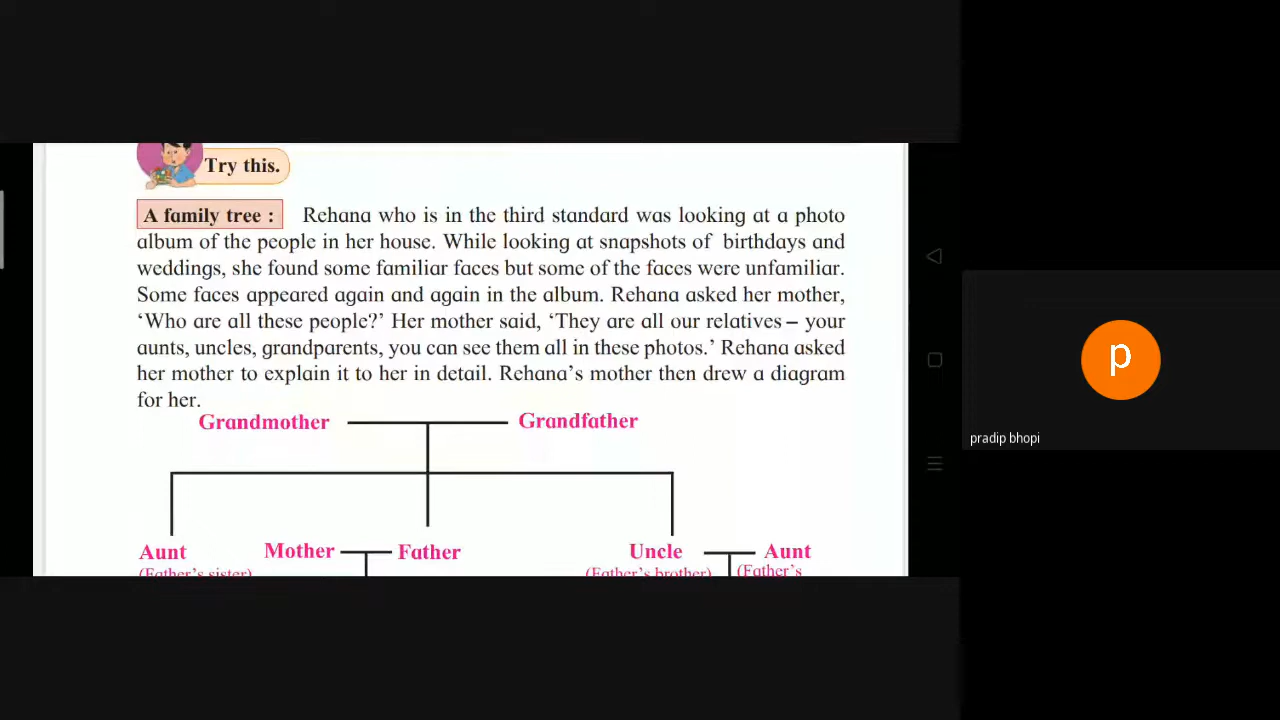 Try this.
A family tree : Rehana who is in the third standard was looking at a photo
album of the people in her house. While looking at snapshots of birthdays and
weddings, she found some familiar faces but some of the faces were unfamiliar.
Some faces appeared again and again in the album. Rehana asked her mother,
‘Who are all these people?’ Her mother said, ‘They are all our relatives – your
aunts, uncles, grandparents, you can see them all in these photos.’ Rehana asked
her mother to explain it to her in detail. Rehana’s mother then drew a diagram
for her.
Grandmother Grandfather
Aunt Mother Father Uncle Aunt
(Father’s sister) (Father’s brother) (Father’s
p
pradip bhopi